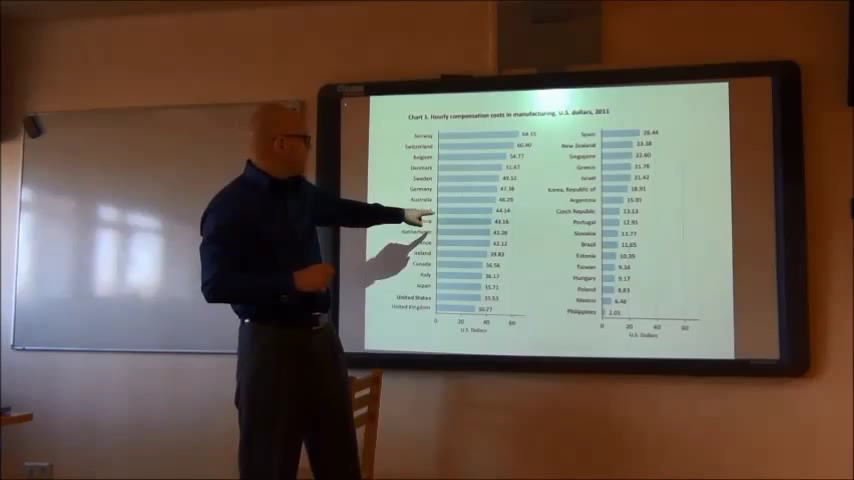 Chart 1. Hourly compensation costs in manufacturing, U.S. dollars, 2011
Norway 64.15
Switzerland 60.40
Belgium 54.77
Denmark 51.67
Sweden 49.12
Germany 47.38
Australia 46.29
44.14
43.16
42.26
42.12
Ireland 39.83
Canada 36.56
Italy 36.17
Japan 35.71
United States 35.53
United Kingdom 30.77
0 20 40 60
U.S. Dollars
Spain 28.44
New Zealand 23.38
Singapore 22.60
Greece 21.78
Israel 21.42
Korea, Republic of 18.91
Argentina 15.91
Czech Republic 13.13
Portugal 12.91
Slovakia 11.77
Brazil 11.65
Estonia 10.39
Taiwan 9.34
Hungary 9.17
Poland 8.83
Mexico 6.48
Philippines 2.01
0 20 40 60
U.S. Dollars